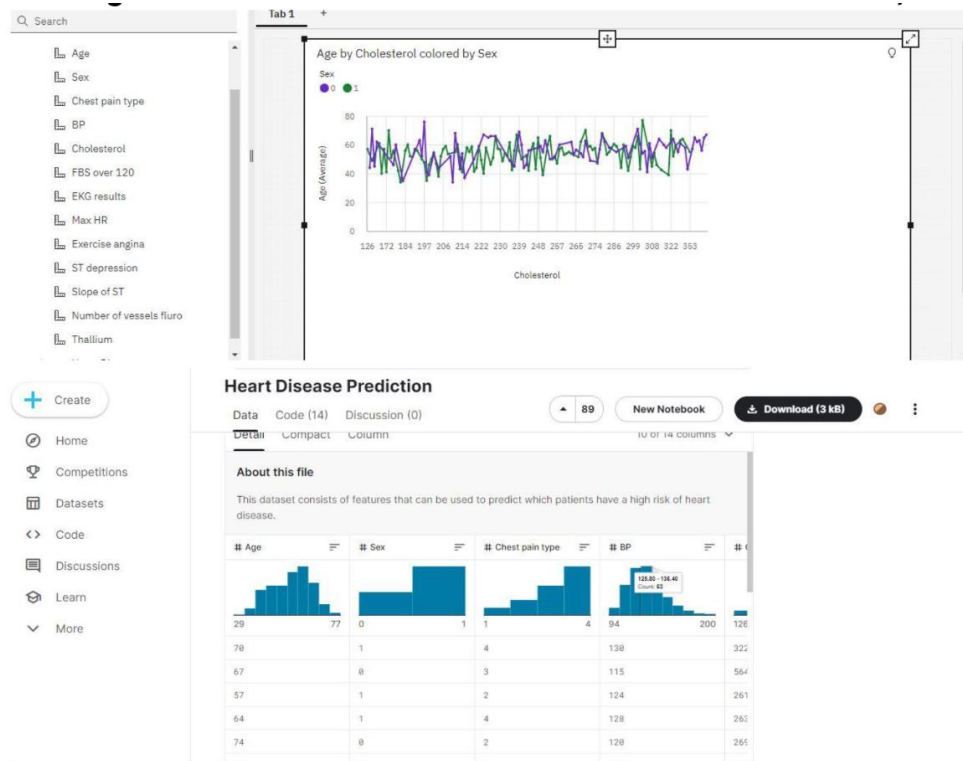 Search
Tab 1 +
Age
Sex
Chest pain type
BP
Cholesterol
FBS over 120
EKG results
Max HR
Exercise angina
ST depression
Slope of ST
Number of vessels fluro
Thallium
Age by Cholesterol colored by Sex
Sex
0 1
80
60
40
20
0
Age (Average)
126 172 184 197 206 214 222 230 239 248 257 266 274 286 299 308 322 353
Cholesterol
Create
Home
Competitions
Datasets
Code
Discussions
Learn
More
Heart Disease Prediction
Data Code (14) Discussion (0)
89 New Notebook Download (3 kB)
Detail Compact Column 10 of 14 columns
About this file
This dataset consists of features that can be used to predict which patients have a high risk of heart
disease.
# Age # Sex # Chest pain type # BP #
125.80 - 136.40
Count: 63
29 77 0 1 1 4 94 200 126
70 1 4 130 322
67 0 3 115 564
57 1 2 124 261
64 1 4 128 263
74 0 2 120 269